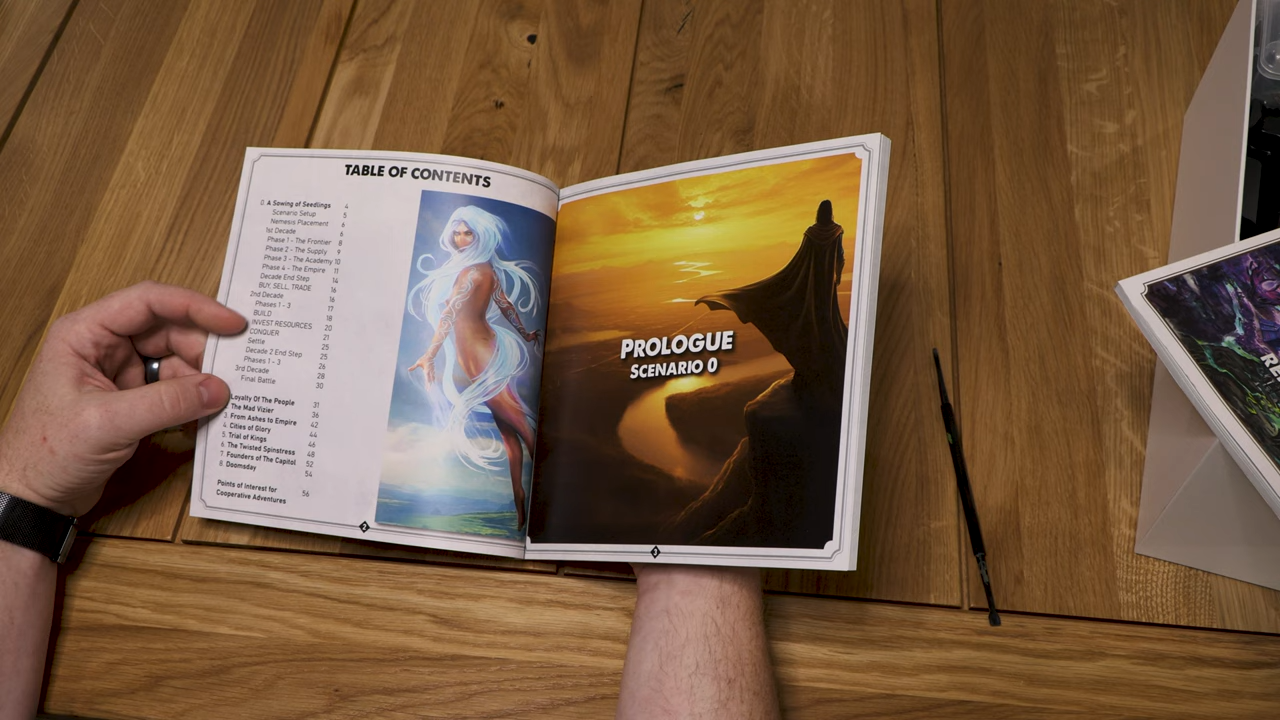 TABLE OF CONTENTS
0. A Sowing of Seedlings 4
Scenario Setup 5
Nemesis Placement 6
1st Decade 6
Phase 1 - The Frontier 8
Phase 2 - The Supply 9
Phase 3 - The Academy 10
Phase 4 - The Empire 11
Decade End Step 14
BUY, SELL, TRADE 16
2nd Decade 16
Phases 1 - 3 17
BUILD 18
INVEST RESOURCES 20
CONQUER 21
Settle 25
Decade 2 End Step 25
Phases 1 - 3 26
3rd Decade 28
Final Battle 30
Loyalty Of The People 31
The Mad Vizier 36
3. From Ashes to Empire 42
4. Cities of Glory 44
5. Trial of Kings 46
6. The Twisted Spinstress 48
7. Founders of The Capitol 52
8. Doomsday 54
Points of Interest for
Cooperative Adventures 56
2
PROLOGUE
SCENARIO 0
3